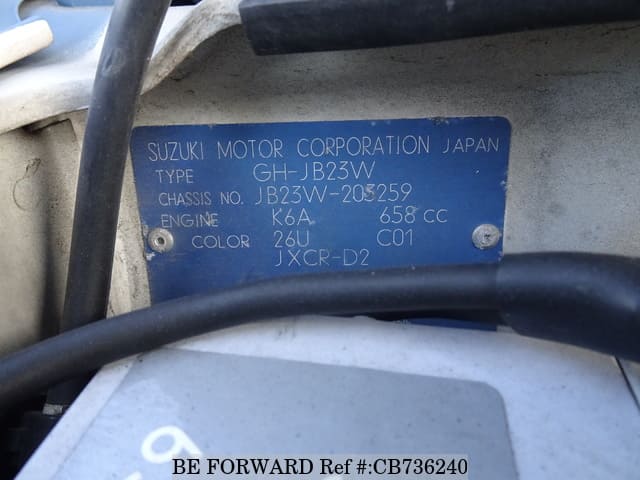 SUZUKI MOTOR CORPORATION JAPAN
TYPE GH-JB23W
CHASSIS NO. JB23W-205259
ENGINE K6A 658 CC
COLOR 26U C01
JXCR-D2
BE FORWARD Ref #:CB736240